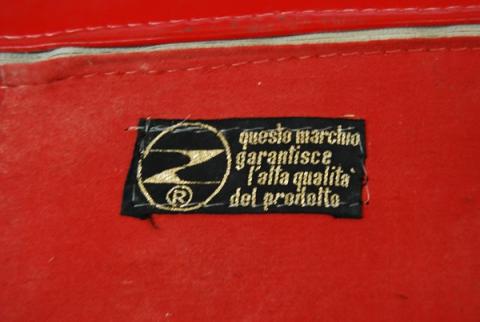 questo marchio
garantisce
l'alta qualità
del prodotto
®